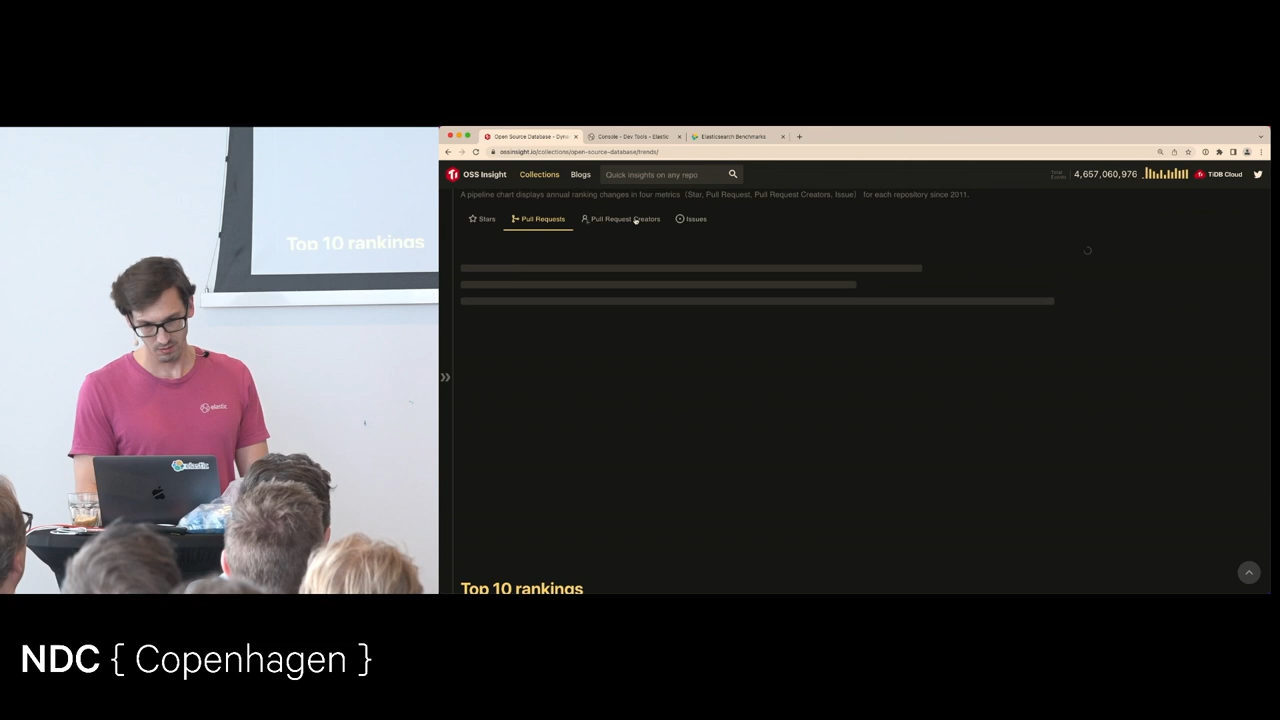 Top 10 rankings
elastic
elastic
Open Source Database - Dyna
Console - Dev Tools - Elastic
Elasticsearch Benchmarks
ossinsight.io/collections/open-source-database/trends/
OSS Insight
Collections
Blogs
Quick insights on any repo
Total Events
4,657,060,976
TiDB Cloud
A pipeline chart displays annual ranking changes in four metrics (Star, Pull Request, Pull Request Creators, Issue) for each repository since 2011.
Stars
Pull Requests
Pull Request Creators
Issues
Top 10 rankings
NDC { Copenhagen }